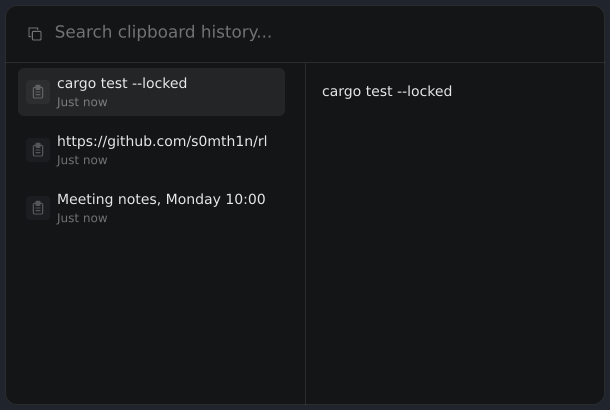 Search clipboard history...
cargo test --locked
Just now
https://github.com/s0mth1n/rl
Just now
Meeting notes, Monday 10:00
Just now
cargo test --locked